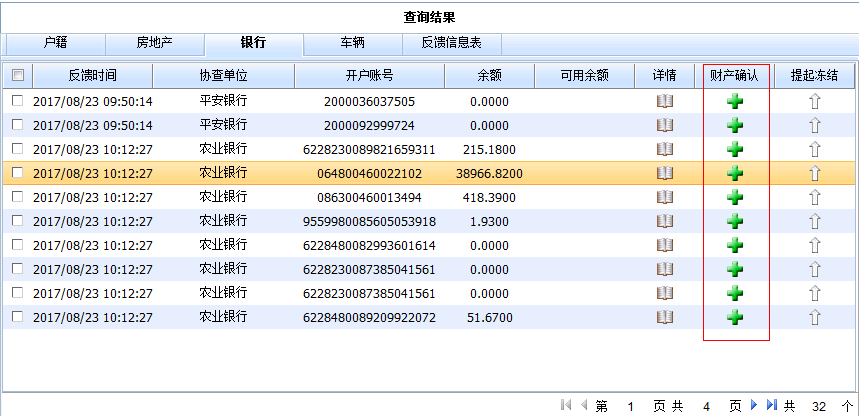 查询结果
户籍 房地产 银行 车辆 反馈信息表
反馈时间 协查单位 开户账号 余额 可用余额 详情 财产确认 提起冻结
2017/08/23 09:50:14 平安银行 2000036037505 0.0000
2017/08/23 09:50:14 平安银行 2000092999724 0.0000
2017/08/23 10:12:27 农业银行 6228230089821659311 215.1800
2017/08/23 10:12:27 农业银行 064800460022102 38966.8200
2017/08/23 10:12:27 农业银行 086300460013494 418.3900
2017/08/23 10:12:27 农业银行 9559980085605053918 1.9300
2017/08/23 10:12:27 农业银行 6228480082993601614 0.0000
2017/08/23 10:12:27 农业银行 6228230087385041561 0.0000
2017/08/23 10:12:27 农业银行 6228230087385041561 0.0000
2017/08/23 10:12:27 农业银行 6228480089209922072 51.6700
第 1 页 共 4 页 共 32 个